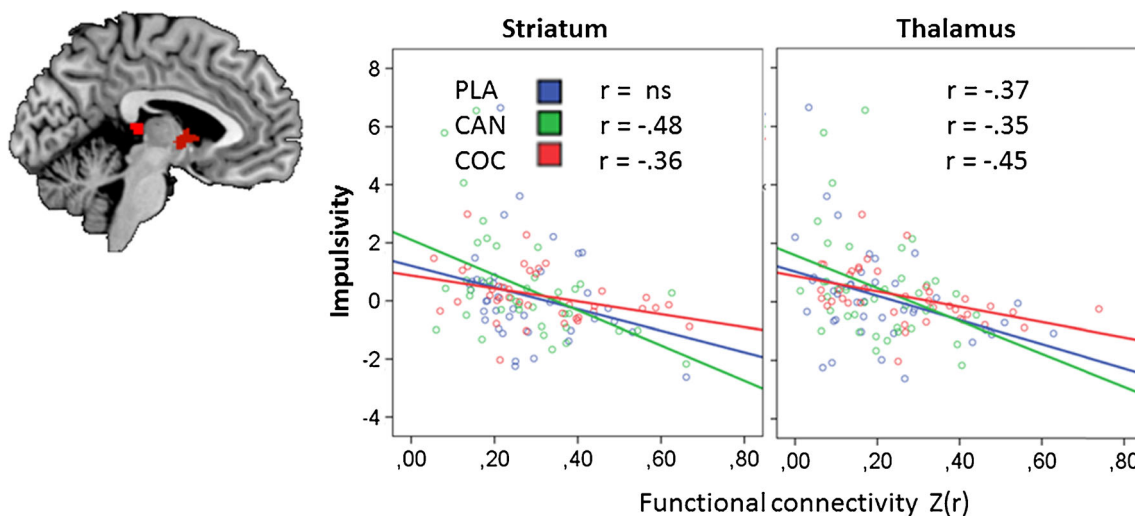 Striatum
Thalamus
PLA r = ns r = -.37
CAN r = -.48 r = -.35
COC r = -.36 r = -.45
Impulsivity
8
6
4
2
0
-2
-4
,00 ,20 ,40 ,60 ,80 ,00 ,20 ,40 ,60 ,80
Functional connectivity Z(r)